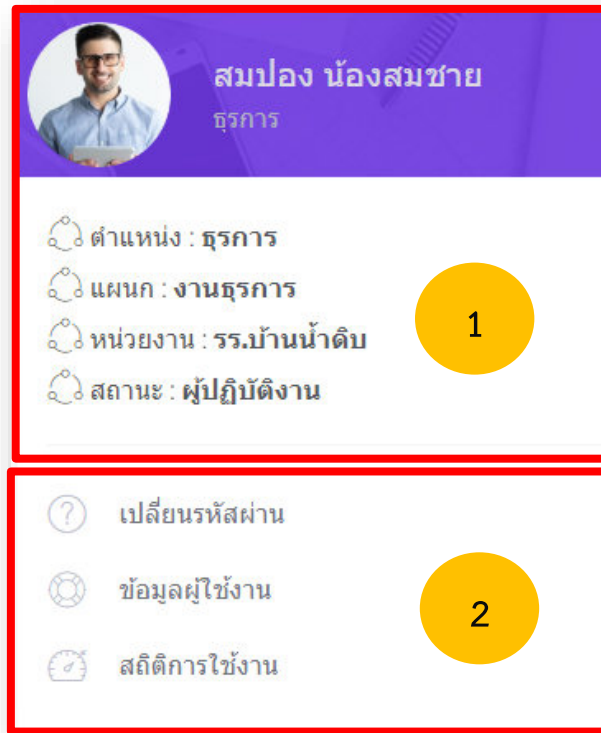 สมปอง น้องสมชาย
ธุรการ
ตำแหน่ง : ธุรการ
แผนก : งานธุรการ
หน่วยงาน : รร.บ้านน้ำดิบ
สถานะ : ผู้ปฏิบัติงาน
1
เปลี่ยนรหัสผ่าน
ข้อมูลผู้ใช้งาน
สถิติการใช้งาน
2